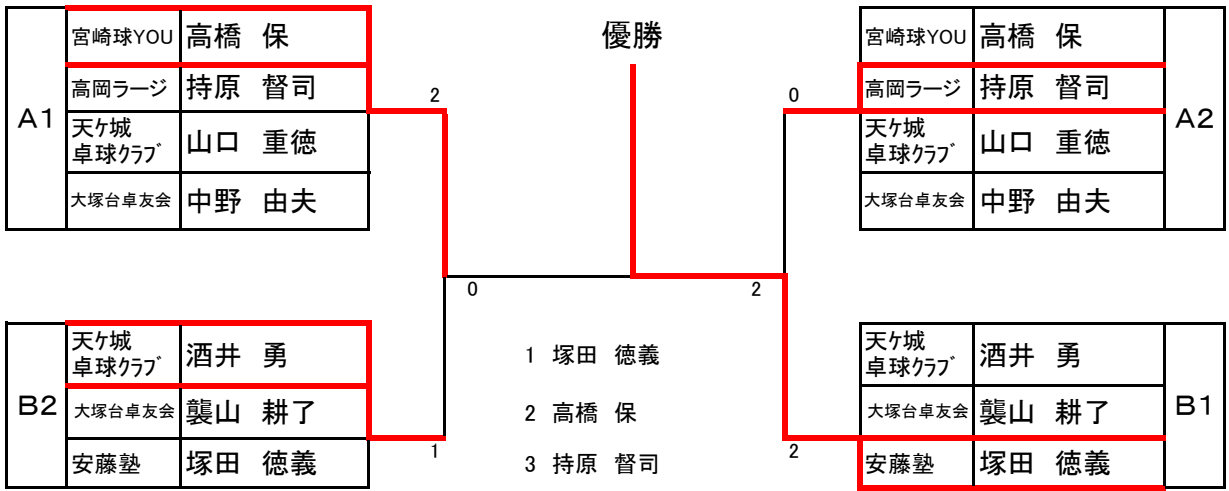 優勝
A1
宮崎球YOU 高橋 保
高岡ラージ 持原 督司
天ケ城
卓球クラブ 山口 重徳
大塚台卓友会 中野 由夫
2
0
宮崎球YOU 高橋 保
高岡ラージ 持原 督司
天ケ城
卓球クラブ 山口 重徳
大塚台卓友会 中野 由夫
A2
0
2
B2
天ケ城
卓球クラブ 酒井 勇
大塚台卓友会 襲山 耕了
安藤塾 塚田 徳義
1
1 塚田 徳義
2 高橋 保
3 持原 督司
2
天ケ城
卓球クラブ 酒井 勇
大塚台卓友会 襲山 耕了
安藤塾 塚田 徳義
B1